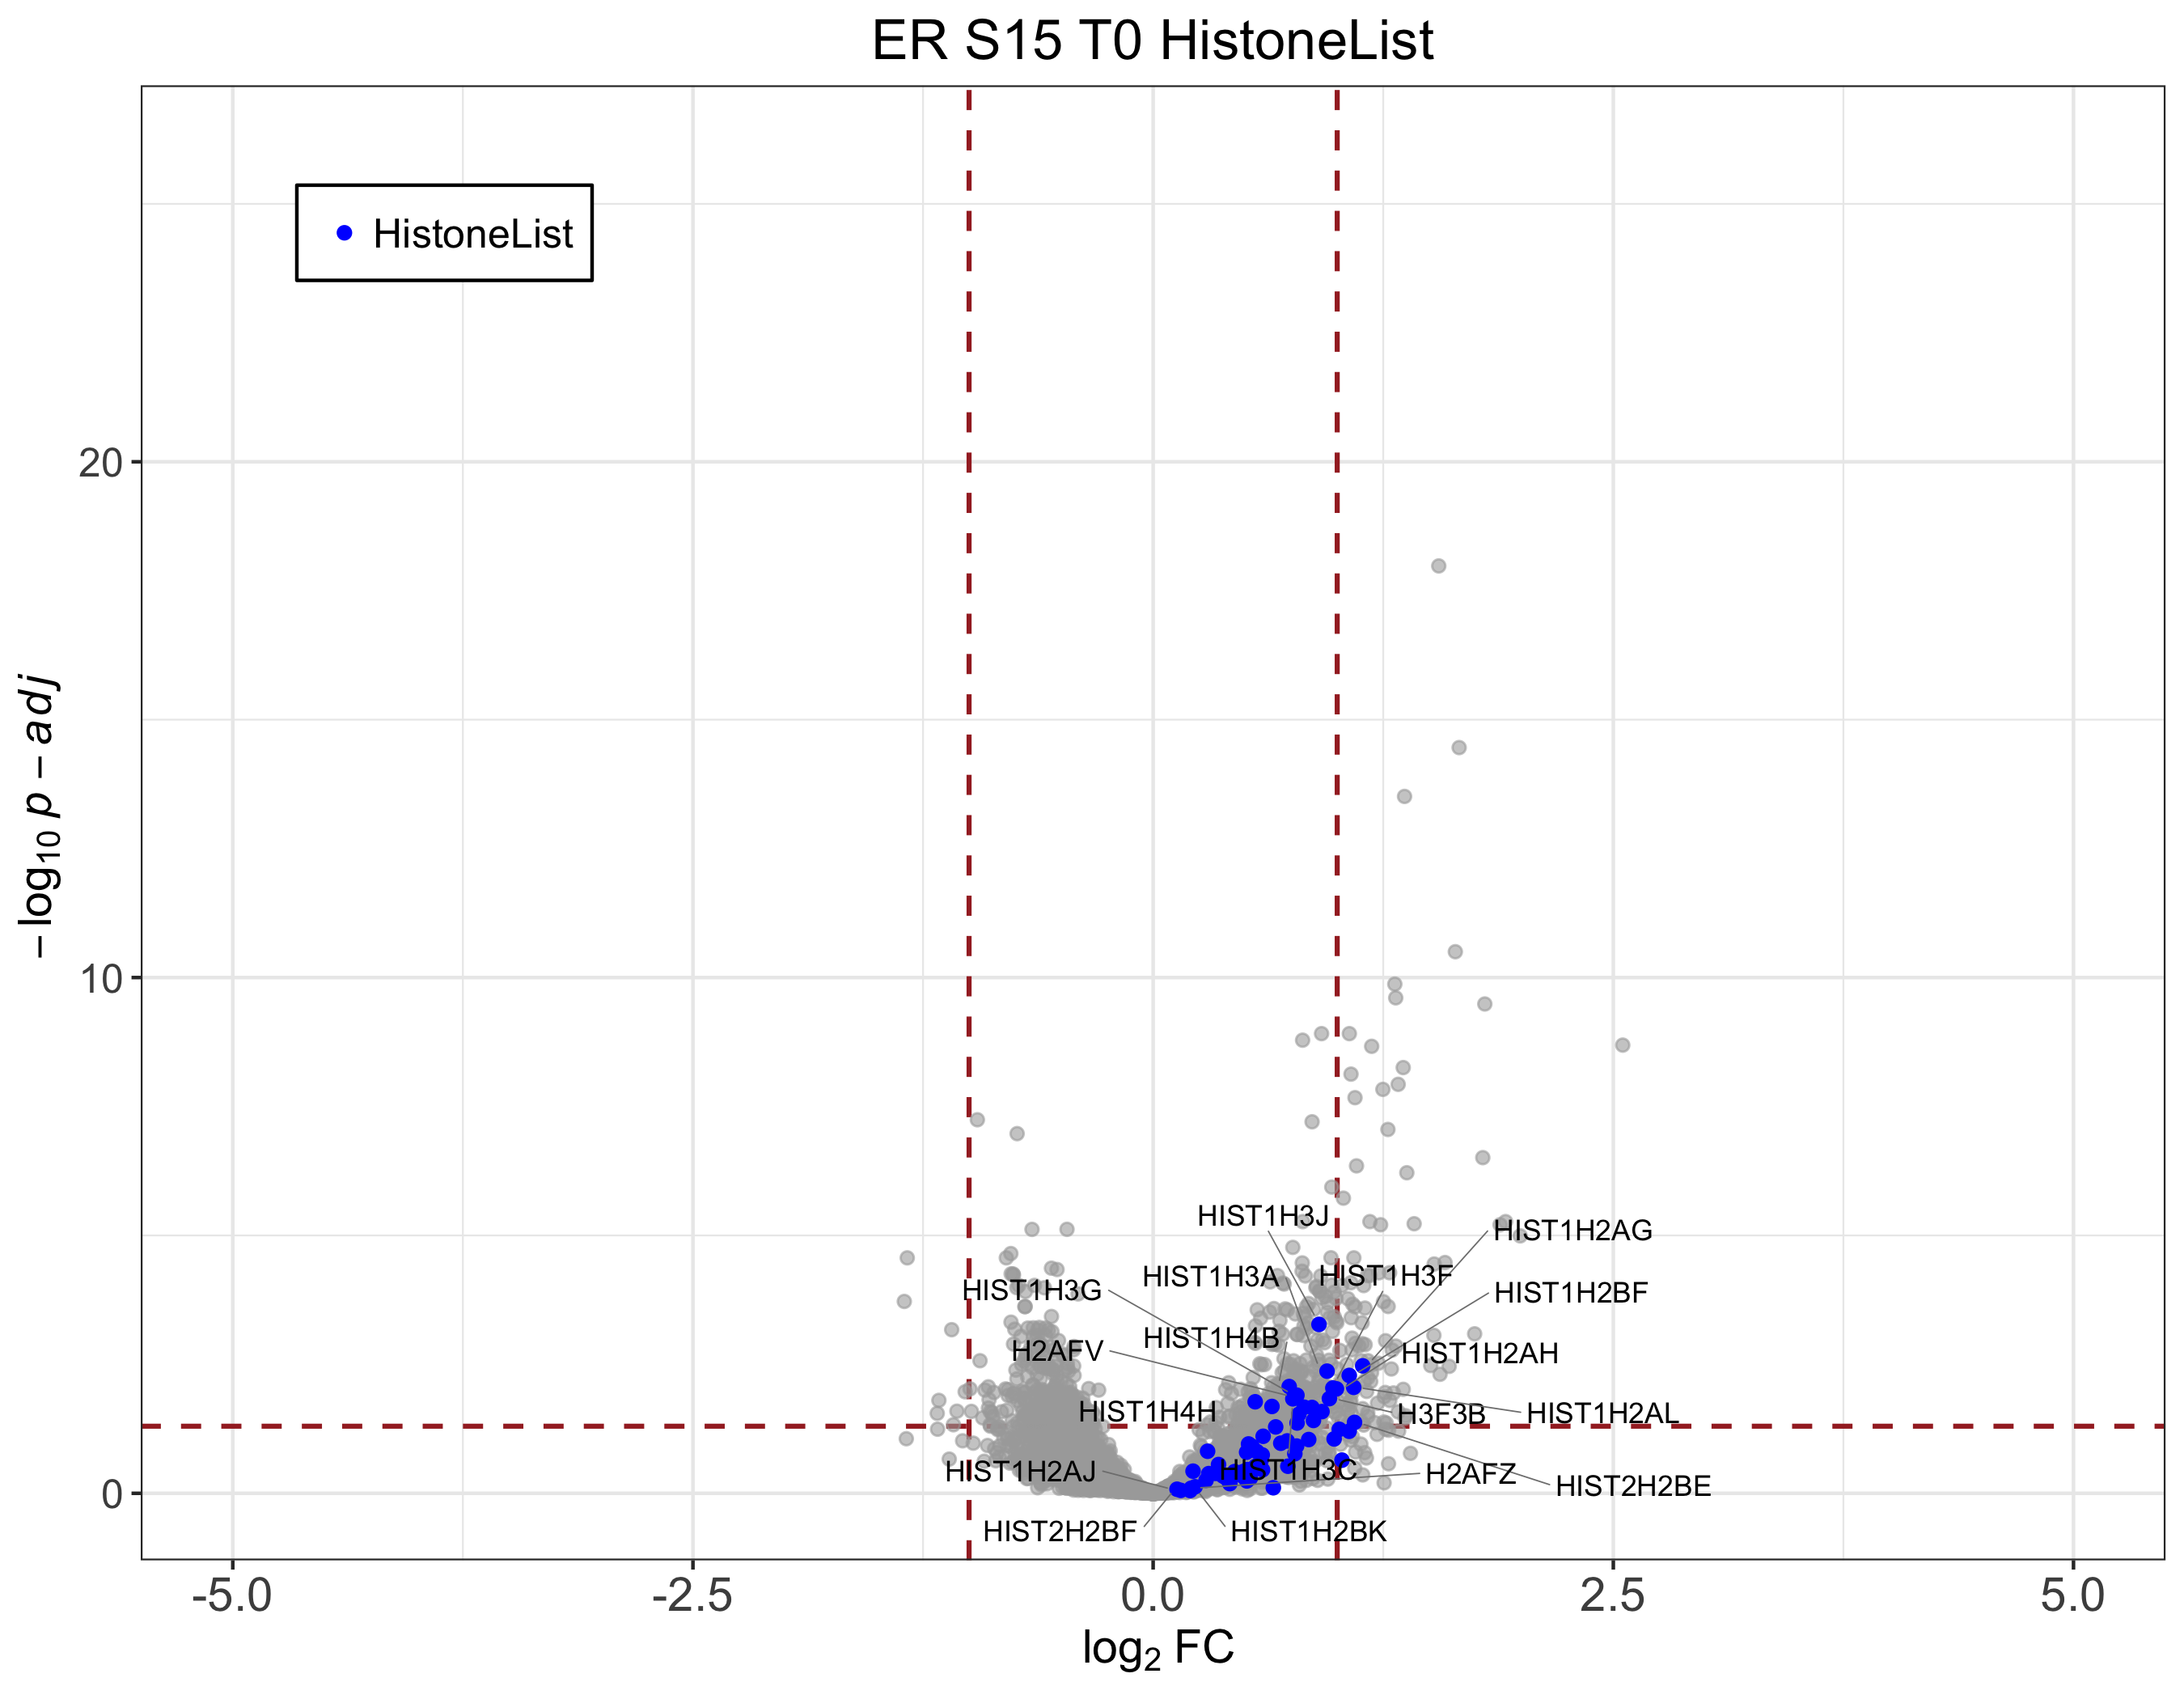 ER S15 T0 HistoneList
HistoneList
20
10
0
−log10 p − adj
HIST1H3J
HIST1H2AG
HIST1H3A
HIST1H3F
HIST1H3G
HIST1H2BF
HIST1H4B
H2AFV
HIST1H2AH
HIST1H4H
H3F3B
HIST1H2AL
HIST1H2AJ
HIST1H3C
H2AFZ
HIST2H2BE
HIST2H2BF
HIST1H2BK
-5.0
-2.5
0.0
2.5
5.0
log2 FC